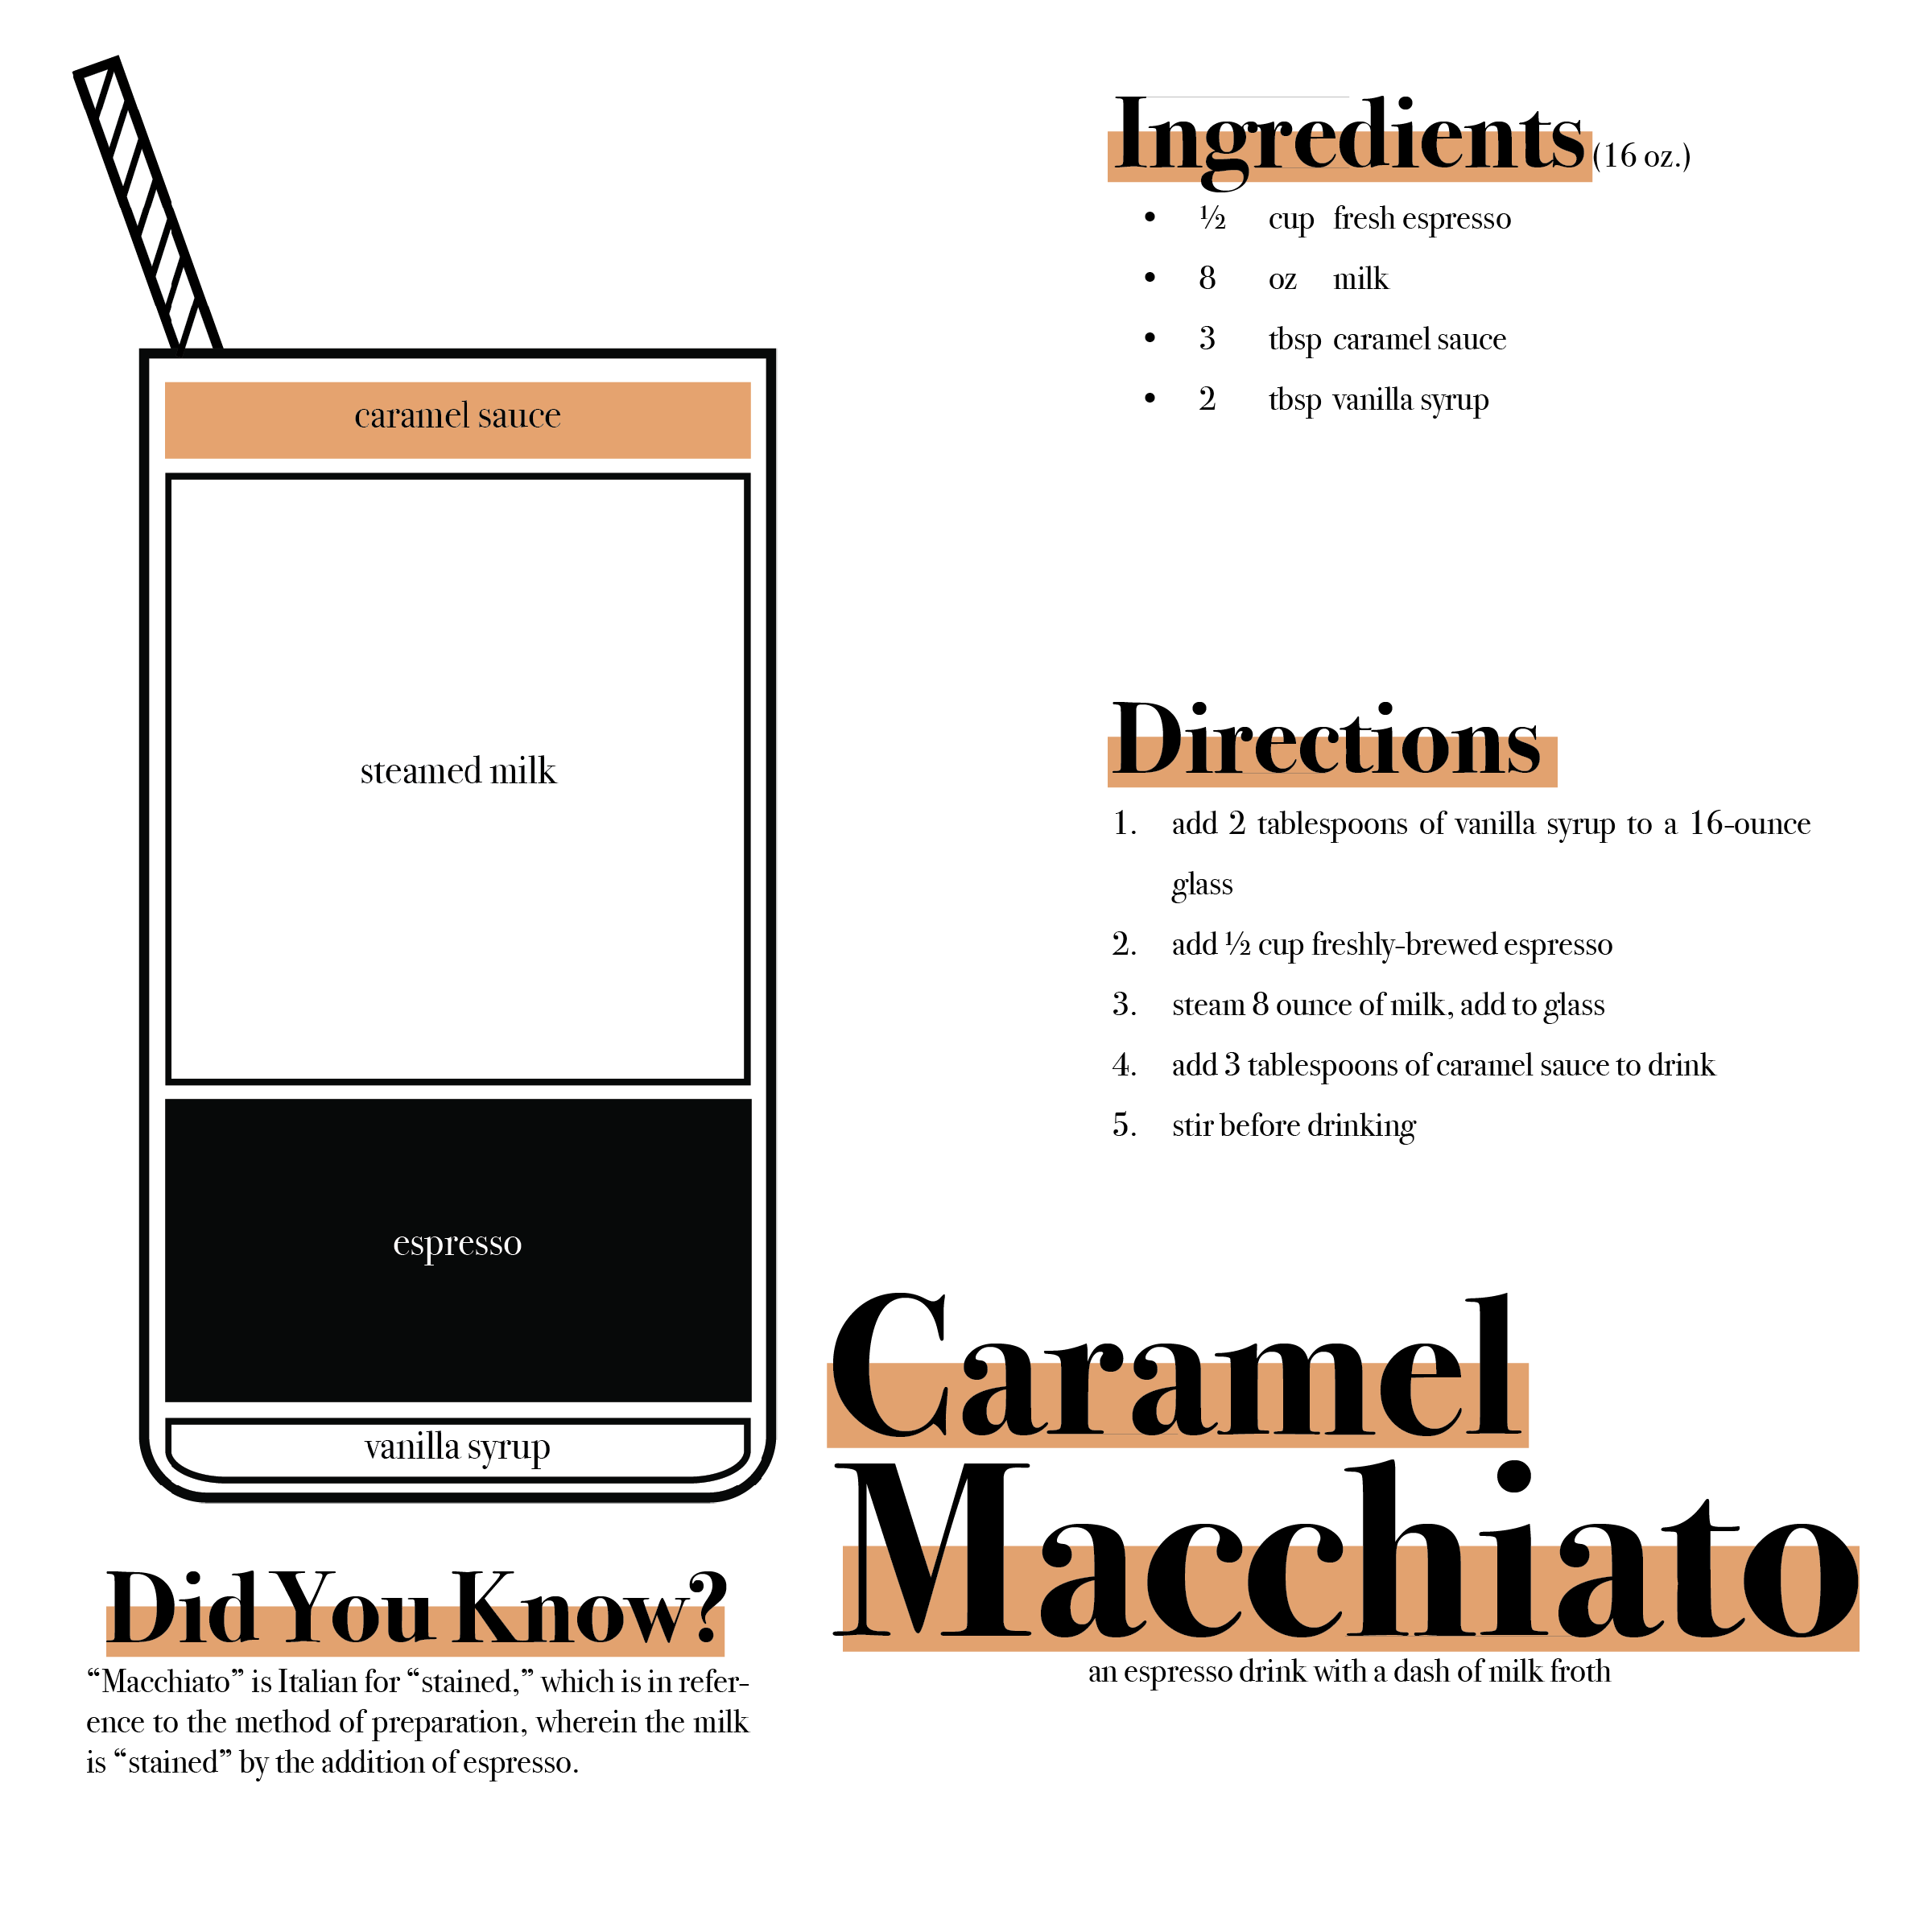 Ingredients (16 oz.)
• ½ cup fresh espresso
• 8 oz milk
• 3 tbsp caramel sauce
• 2 tbsp vanilla syrup
caramel sauce
steamed milk
espresso
vanilla syrup
Directions
1. add 2 tablespoons of vanilla syrup to a 16-ounce
glass
2. add ½ cup freshly-brewed espresso
3. steam 8 ounce of milk, add to glass
4. add 3 tablespoons of caramel sauce to drink
5. stir before drinking
Caramel
Macchiato
an espresso drink with a dash of milk froth
Did You Know?
“Macchiato” is Italian for “stained,” which is in refer-
ence to the method of preparation, wherein the milk
is “stained” by the addition of espresso.